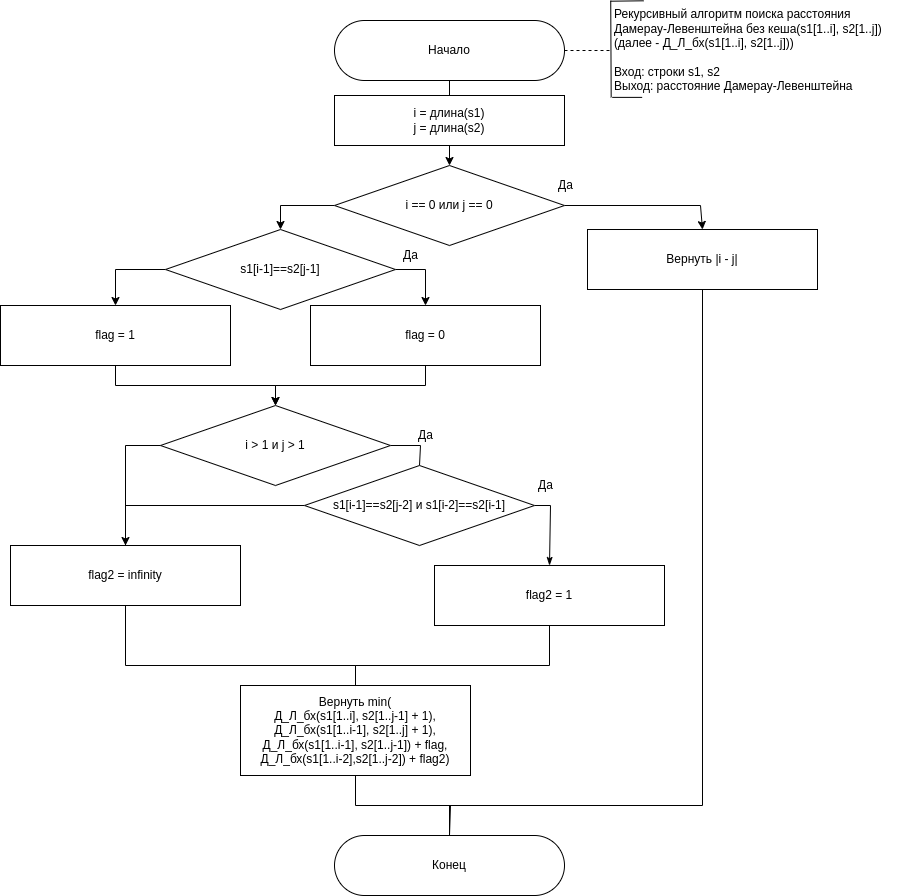 Рекурсивный алгоритм поиска расстояния
Дамерау-Левенштейна без кеша(s1[1..i], s2[1..j])
(далее - Д_Л_бх(s1[1..i], s2[1..j]))
Вход: строки s1, s2
Выход: расстояние Дамерау-Левенштейна
Начало
i = длина(s1)
j = длина(s2)
Да
i == 0 или j == 0
Да
s1[i-1]==s2[j-1]
Вернуть |i - j|
flag = 1
flag = 0
Да
i > 1 и j > 1
Да
s1[i-1]==s2[j-2] и s1[i-2]==s2[i-1]
flag2 = infinity
flag2 = 1
Вернуть min(
Д_Л_бх(s1[1..i], s2[1..j-1] + 1),
Д_Л_бх(s1[1..i-1], s2[1..j] + 1),
Д_Л_бх(s1[1..i-1], s2[1..j-1]) + flag,
Д_Л_бх(s1[1..i-2],s2[1..j-2]) + flag2)
Конец